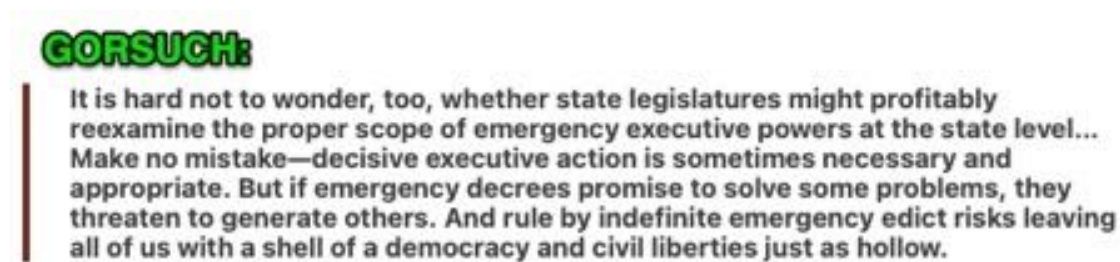 GORSUCH:
It is hard not to wonder, too, whether state legislatures might profitably
reexamine the proper scope of emergency executive powers at the state level...
Make no mistake—decisive executive action is sometimes necessary and
appropriate. But if emergency decrees promise to solve some problems, they
threaten to generate others. And rule by indefinite emergency edict risks leaving
all of us with a shell of a democracy and civil liberties just as hollow.